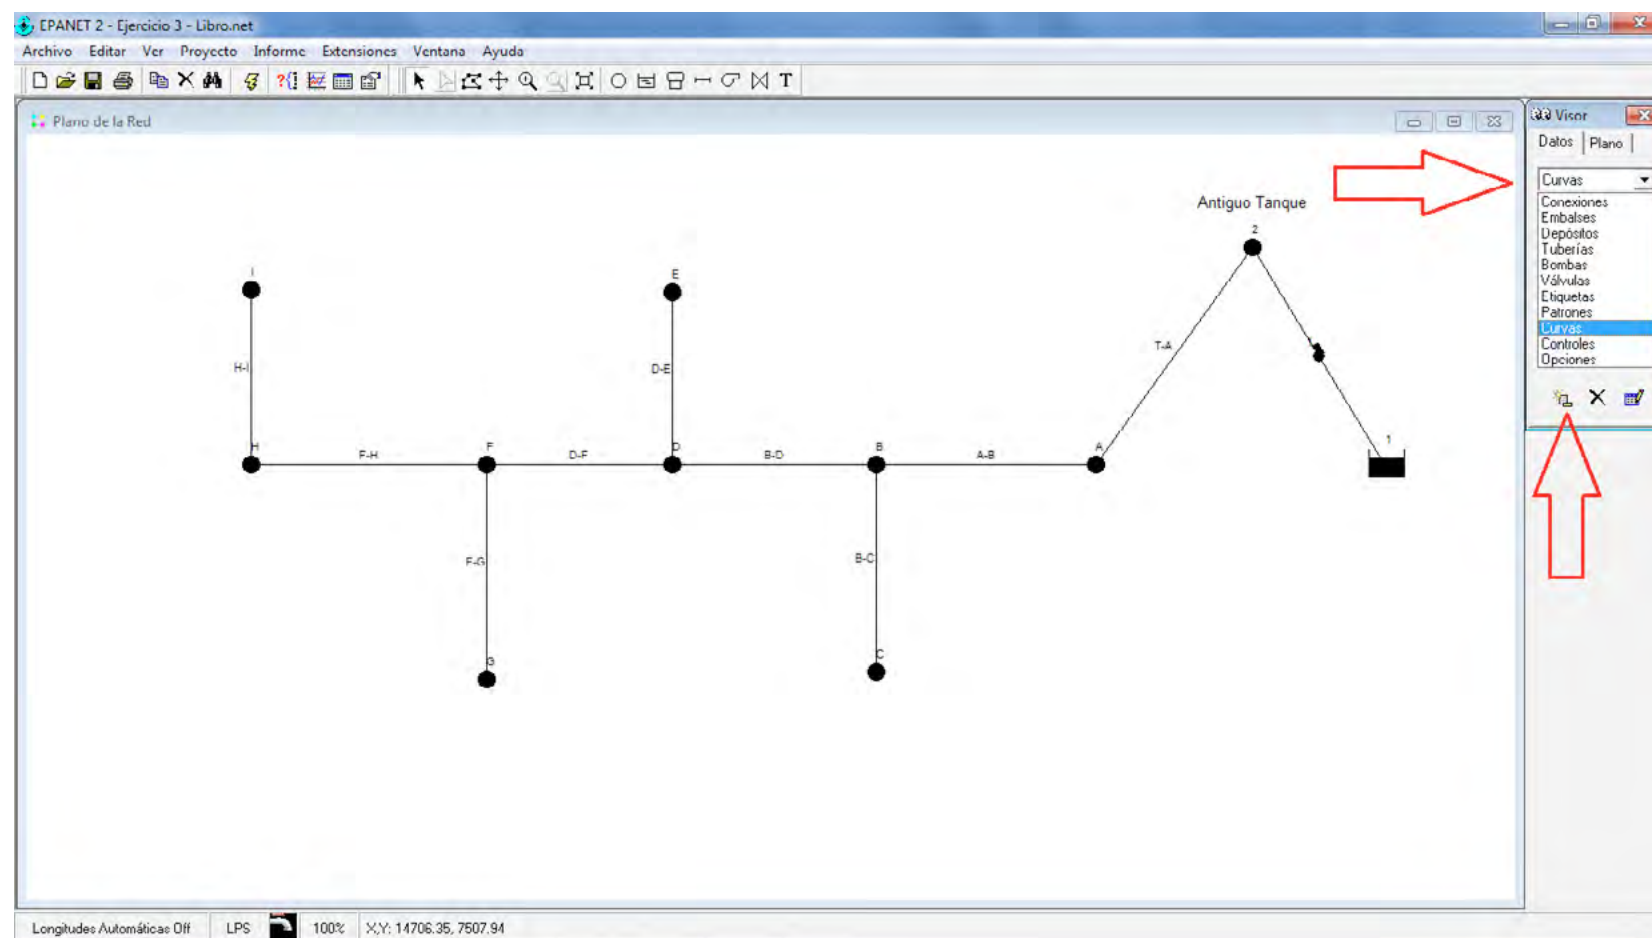 EPANET 2 - Ejercicio 3 - Libro.net
Archivo Editar Ver Proyecto Informe Extensiones Ventana Ayuda
T
Plano de la Red
Visor
Datos Plano
Curvas
Conexiones
Embalses
Depósitos
Tuberías
Bombas
Válvulas
Etiquetas
Patrones
Curvas
Controles
Opciones
Antiguo Tanque
2
I
E
T-A
H-I
D-E
1
H
F-H
F
D-F
D
B-D
B
A-B
A
F-G
B-C
G
C
Longitudes Automáticas Off LPS 100% X,Y: 14706.35, 7507.94